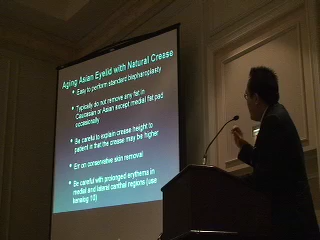 Aging Asian Eyelid with Natural Crease
Easy to perform standard blepharoplasty
Typically do not remove any fat in
Caucasian or Asian except medial fat pad
occasionally
Be careful to explain crease height to
patient in that the crease may be higher
Err on conservative skin removal
Be careful with prolonged erythema in
medial and lateral canthal regions (use
kenalog 10)